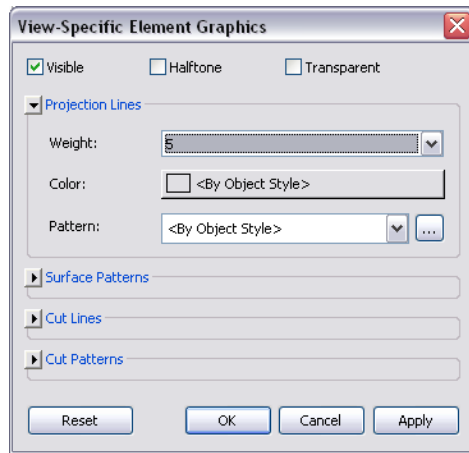 View-Specific Element Graphics
Visible Halftone Transparent
Projection Lines
Weight: 5
Color: <By Object Style>
Pattern: <By Object Style> ...
Surface Patterns
Cut Lines
Cut Patterns
Reset OK Cancel Apply